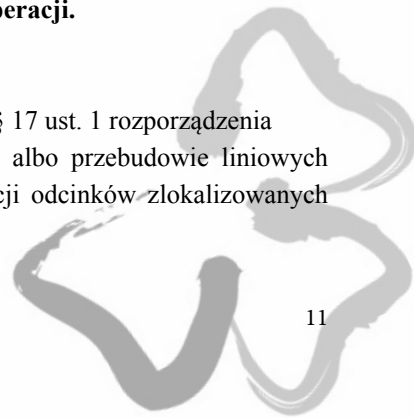 peracji.
§ 17 ust. 1 rozporządzenia
albo przebudowie liniowych
cji odcinków zlokalizowanych
11